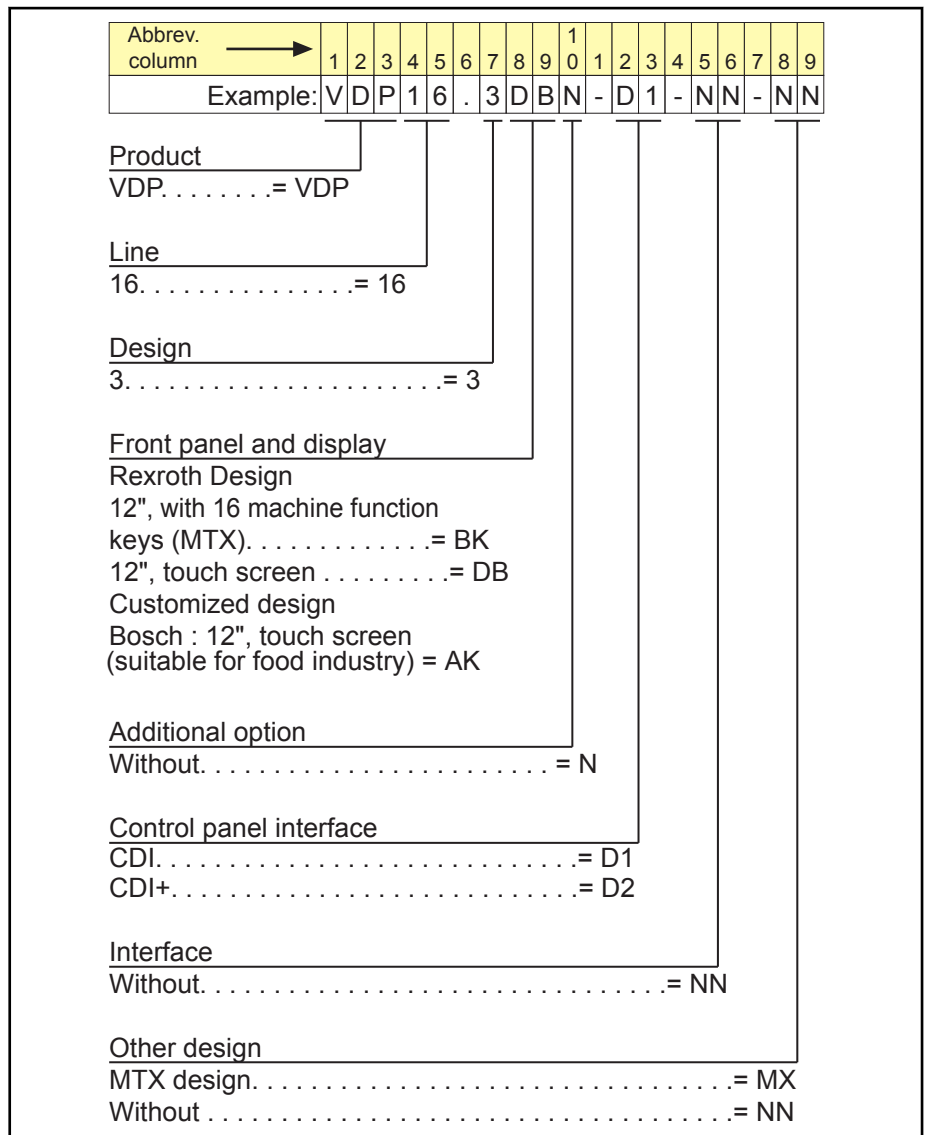 Abbrev.
column 1 2 3 4 5 6 7 8 9 10 1 2 3 4 5 6 7 8 9
Example: V D P 1 6 . 3 D B N - D 1 - N N - N N
Product
VDP. . . . . . . .= VDP
Line
16. . . . . . . . . . . . . . .= 16
Design
3. . . . . . . . . . . . . . . . . . . . . .= 3
Front panel and display
Rexroth Design
12", with 16 machine function
keys (MTX). . . . . . . . . . . . .= BK
12", touch screen . . . . . . . . .= DB
Customized design
Bosch : 12", touch screen
(suitable for food industry) = AK
Additional option
Without. . . . . . . . . . . . . . . . . . . . . . . . = N
Control panel interface
CDI. . . . . . . . . . . . . . . . . . . . . . . . . . . . .= D1
CDI+. . . . . . . . . . . . . . . . . . . . . . . . . . . .= D2
Interface
Without. . . . . . . . . . . . . . . . . . . . . . . . . . . . . . . .= NN
Other design
MTX design. . . . . . . . . . . . . . . . . . . . . . . . . . . . . . . . .= MX
Without . . . . . . . . . . . . . . . . . . . . . . . . . . . . . . . . . . . .= NN